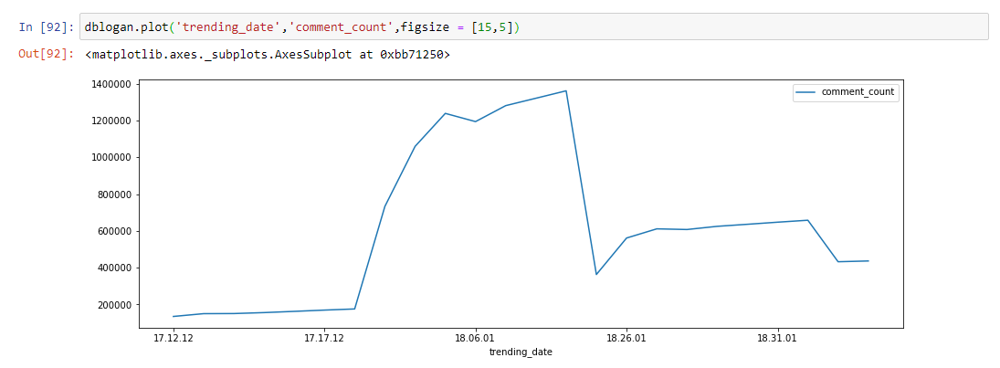 In [92]: dblogan.plot('trending_date','comment_count',figsize = [15,5])
Out[92]: <matplotlib.axes._subplots.AxesSubplot at 0xbb71250>
1400000
comment_count
1200000
1000000
800000
600000
400000
200000
17.12.12 17.17.12 18.06.01 18.26.01 18.31.01
trending_date